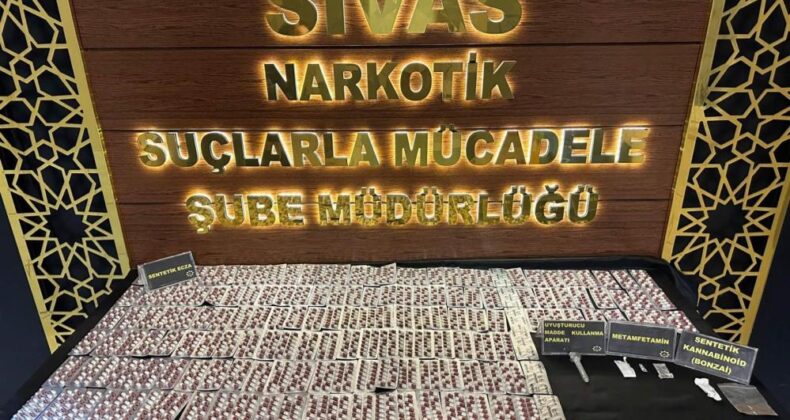 SİVAS
NARKOTİK
SUÇLARLA MÜCADELE
ŞUBE MÜDÜRLÜĞÜ
SENTETİK ECZA
UYUŞTURUCU
MADDE KULLANMA
APARATI
METAMFETAMİN
SENTETİK
KANNABİNOİD
(BONZAİ)